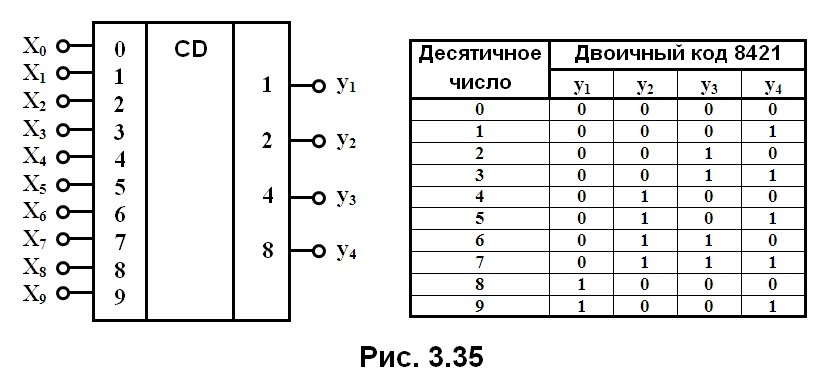 X0 0 CD
X1 1
1 y1
X2 2
X3 3
2 y2
X4 4
X5 5
4 y3
X6 6
X7 7
8 y4
X8 8
X9 9
Десятичное число Двоичный код 8421
y1 y2 y3 y4
0 0 0 0 0
1 0 0 0 1
2 0 0 1 0
3 0 0 1 1
4 0 1 0 0
5 0 1 0 1
6 0 1 1 0
7 0 1 1 1
8 1 0 0 0
9 1 0 0 1
Рис. 3.35